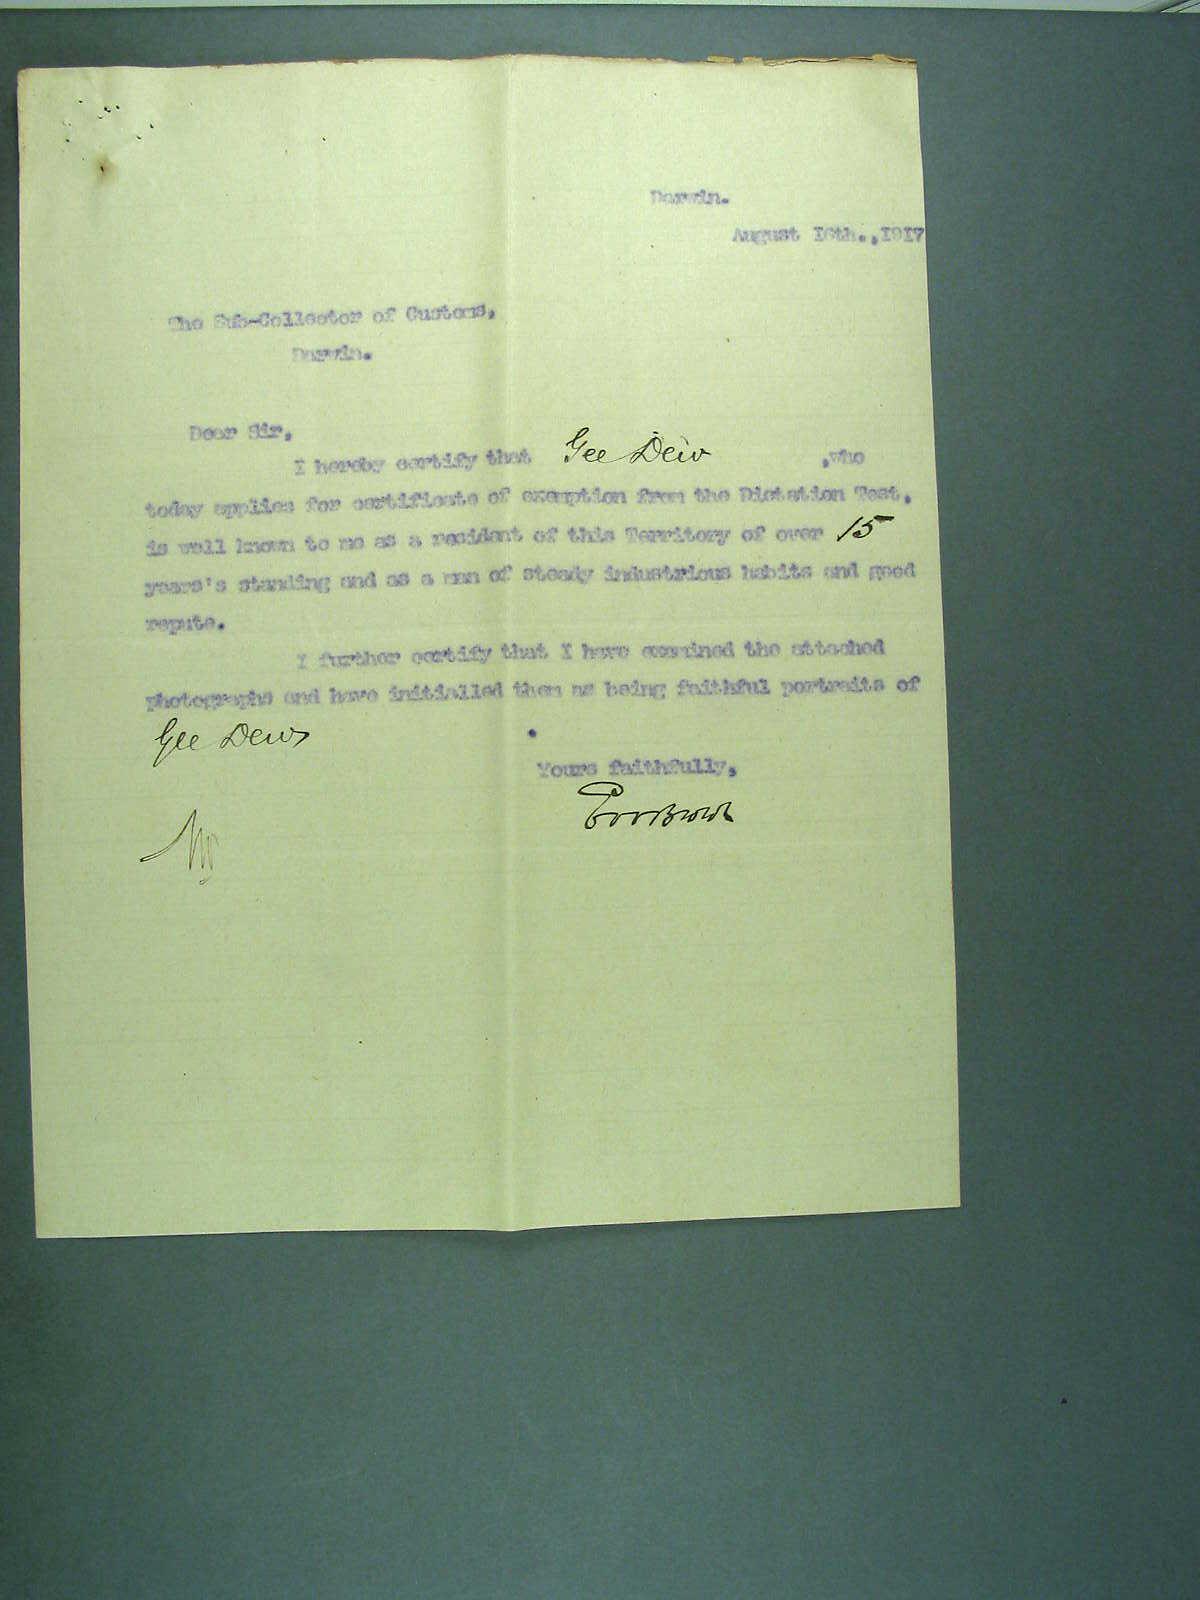 Darwin.
August 16th.,1917
The Sub-Collector of Customs,
Darwin.
Dear Sir,
I hereby certify that Gee Dew ,who
today applies for certificate of exemption from the Dictation Test,
is well known to me as a resident of this Territory of over 15
years's standing and as a man of steady industrious habits and good
repute.
I further certify that I have examined the attached
photographs and have initialled them as being faithful portraits of
Gee Dew .
Yours faithfully,